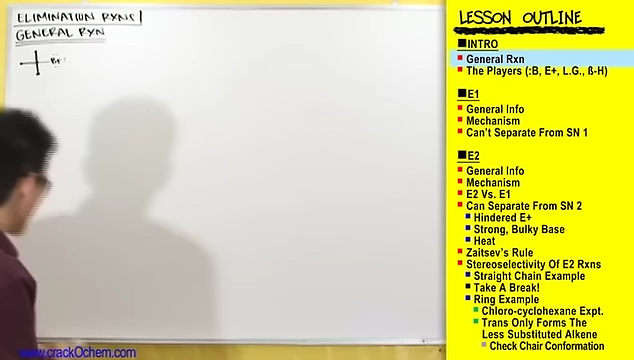 ELIMINATION RXNS
GENERAL RXN
Br
www.crackOchem.com
LESSON OUTLINE
INTRO
General Rxn
The Players (:B, E+, L.G., ß-H)
E1
General Info
Mechanism
Can't Separate From SN 1
E2
General Info
Mechanism
E2 Vs. E1
Can Separate From SN 2
Hindered E+
Strong, Bulky Base
Heat
Zaitsev's Rule
Stereoselectivity Of E2 Rxns
Straight Chain Example
Take A Break!
Ring Example
Chloro-cyclohexane Expt.
Trans Only Forms The
Less Substituted Alkene
Check Chair Conformation